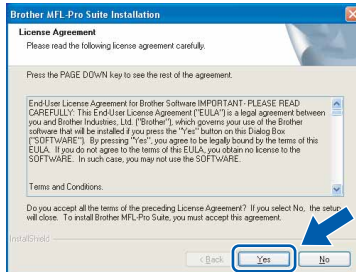 Brother MFL-Pro Suite Installation
License Agreement
Please read the following license agreement carefully.
Press the PAGE DOWN key to see the rest of the agreement.
End-User License Agreement for Brother Software IMPORTANT- PLEASE READ
CAREFULLY: This End-User License Agreement ("EULA") is a legal agreement between
you and Brother Industries, Ltd. ("Brother"), which governs your use of the Brother
software that will be installed if you press the "Yes" button on this Dialog Box
("SOFTWARE"). By pressing "Yes", you agree to be legally bound by the terms of this
EULA. If you do not agree to the terms of this EULA, you obtain no license to the
SOFTWARE. In such case, you may not use the SOFTWARE.
Terms and Conditions.
Do you accept all the terms of the preceding License Agreement? If you select No, the setup
will close. To install Brother MFL-Pro Suite, you must accept this agreement.
InstallShield
< Back Yes No